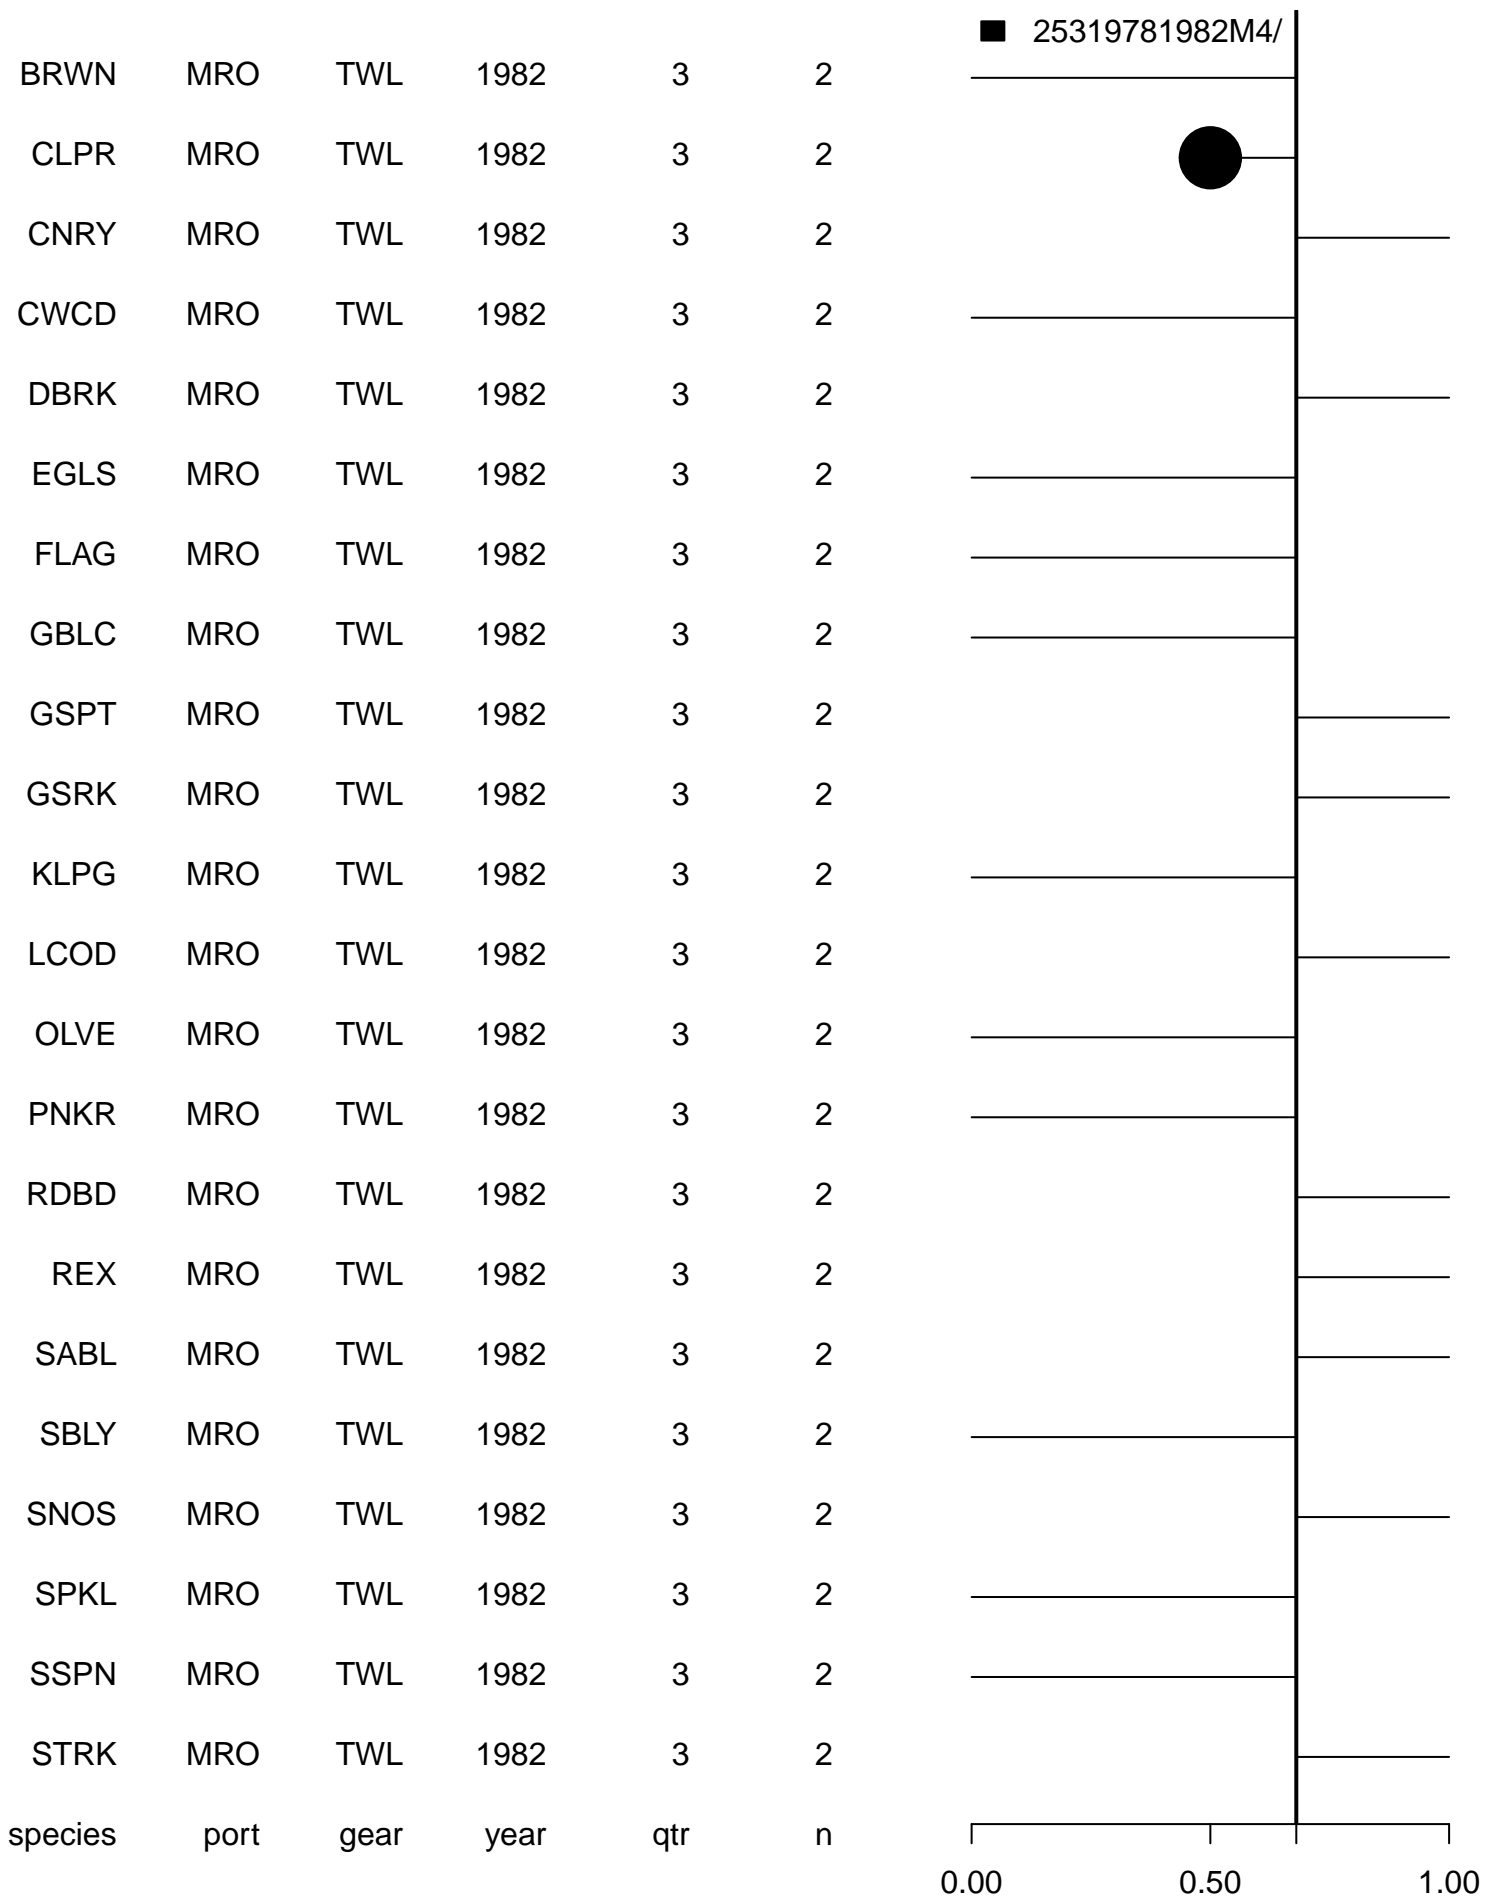 25319781982M4/
BRWN MRO TWL 1982 3 2
CLPR MRO TWL 1982 3 2
CNRY MRO TWL 1982 3 2
CWCD MRO TWL 1982 3 2
DBRK MRO TWL 1982 3 2
EGLS MRO TWL 1982 3 2
FLAG MRO TWL 1982 3 2
GBLC MRO TWL 1982 3 2
GSPT MRO TWL 1982 3 2
GSRK MRO TWL 1982 3 2
KLPG MRO TWL 1982 3 2
LCOD MRO TWL 1982 3 2
OLVE MRO TWL 1982 3 2
PNKR MRO TWL 1982 3 2
RDBD MRO TWL 1982 3 2
REX MRO TWL 1982 3 2
SABL MRO TWL 1982 3 2
SBLY MRO TWL 1982 3 2
SNOS MRO TWL 1982 3 2
SPKL MRO TWL 1982 3 2
SSPN MRO TWL 1982 3 2
STRK MRO TWL 1982 3 2
species port gear year qtr n
0.00 0.50 1.00